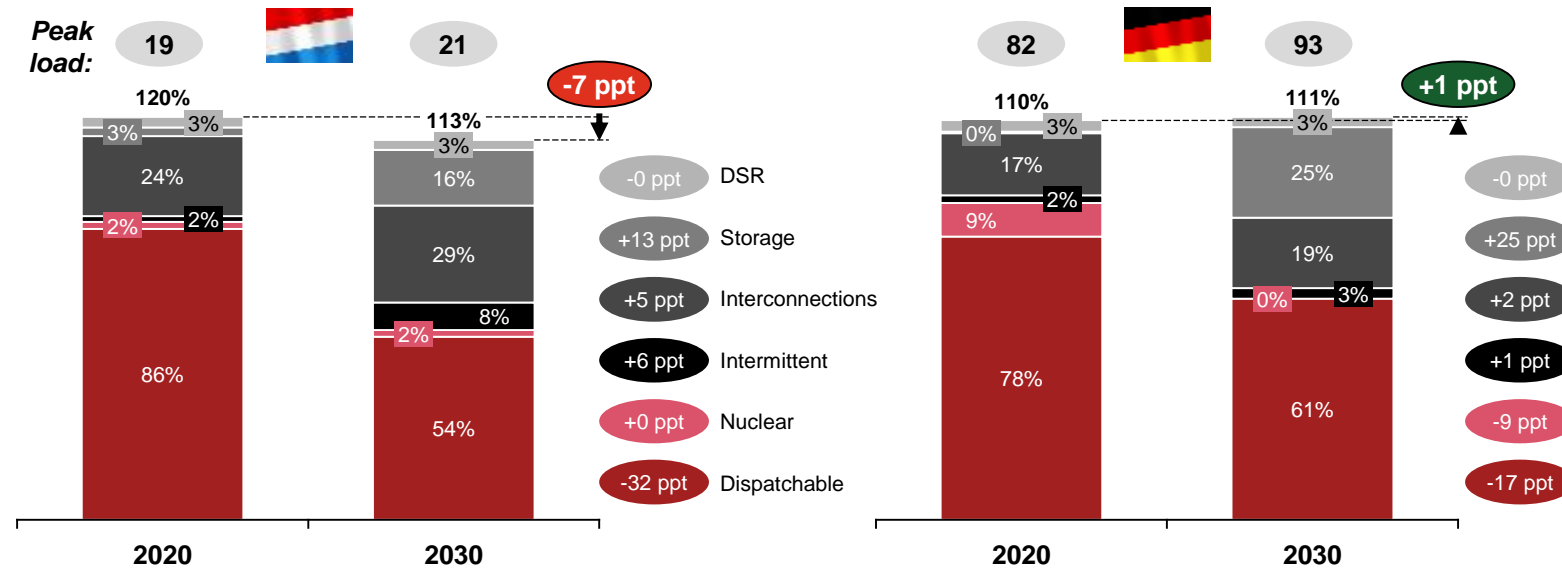 Peak load:
19
21
82
93
-7 ppt
+1 ppt
120%
113%
110%
111%
3%
3%
24%
2%
2%
86%
3%
16%
29%
8%
2%
54%
-0 ppt DSR
+13 ppt Storage
+5 ppt Interconnections
+6 ppt Intermittent
+0 ppt Nuclear
-32 ppt Dispatchable
0%
3%
17%
2%
9%
78%
3%
25%
19%
0%
3%
61%
-0 ppt
+25 ppt
+2 ppt
+1 ppt
-9 ppt
-17 ppt
2020
2030
2020
2030